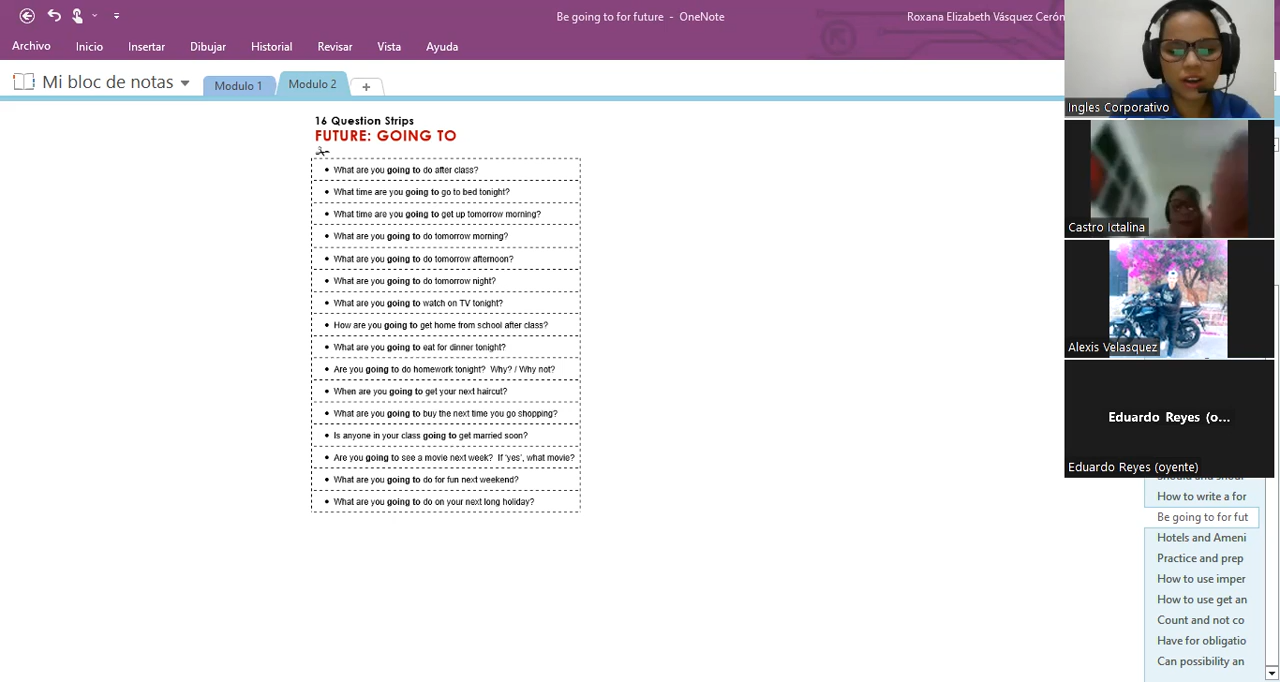 Be going to for future - OneNote
Roxana Elizabeth Vásquez Cerón
Archivo Inicio Insertar Dibujar Historial Revisar Vista Ayuda
Mi bloc de notas Modulo 1 Modulo 2 +
16 Question Strips
FUTURE: GOING TO
• What are you going to do after class?
• What time are you going to go to bed tonight?
• What time are you going to get up tomorrow morning?
• What are you going to do tomorrow morning?
• What are you going to do tomorrow afternoon?
• What are you going to do tomorrow night?
• What are you going to watch on TV tonight?
• How are you going to get home from school after class?
• What are you going to eat for dinner tonight?
• Are you going to do homework tonight? Why? / Why not?
• When are you going to get your next haircut?
• What are you going to buy the next time you go shopping?
• Is anyone in your class going to get married soon?
• Are you going to see a movie next week? If 'yes', what movie?
• What are you going to do for fun next weekend?
• What are you going to do on your next long holiday?
Ingles Corporativo
Castro Ictalina
Alexis Velasquez
Eduardo Reyes (o...
Eduardo Reyes (oyente)
How to write a for
Be going to for fut
Hotels and Ameni
Practice and prep
How to use imper
How to use get an
Count and not co
Have for obligatio
Can possibility an